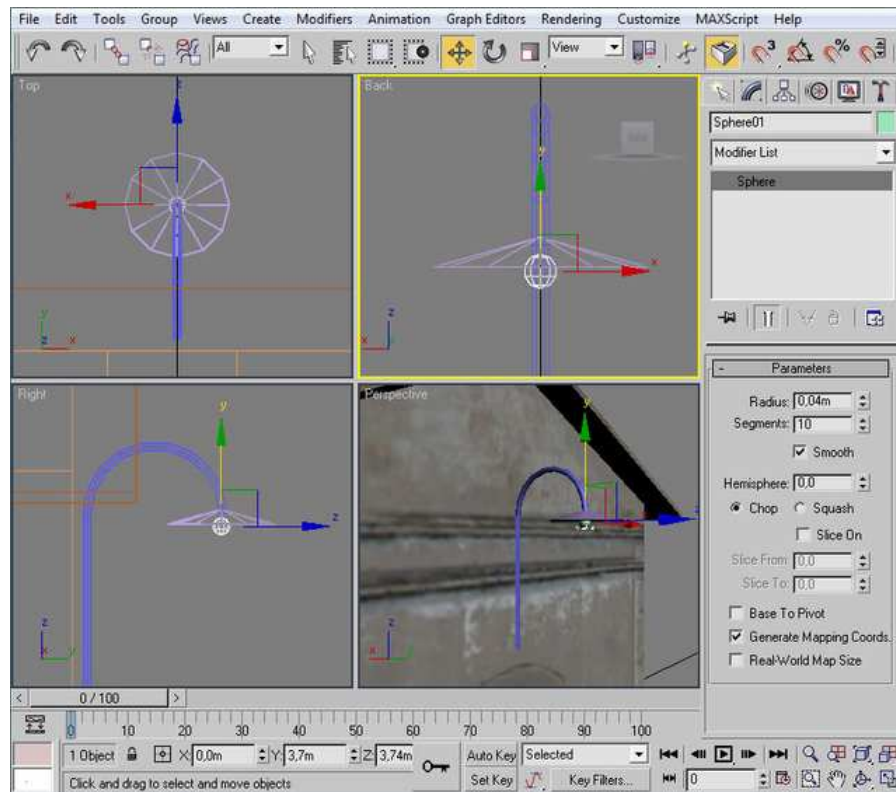 File Edit Tools Group Views Create Modifiers Animation Graph Editors Rendering Customize MAXScript Help
All
View
3
%
Top
Back
Sphere01
Modifier List
Sphere
z
x
y
x
y
z x
z
x
Parameters
Right
Perspective
Radius: 0,04m
Segments: 10
Smooth
Hemisphere: 0,0
Chop Squash
Slice On
Slice From: 0,0
Slice To: 0,0
Base To Pivot
Generate Mapping Coords.
Real-World Map Size
y
z
y
z
z
x y
z
x y
< 0 / 100 >
0 10 20 30 40 50 60 70 80 90 100
1 Object X: 0,0m Y: 3,7m Z: 3,74m Auto Key Selected
Click and drag to select and move objects Set Key Key Filters... 0